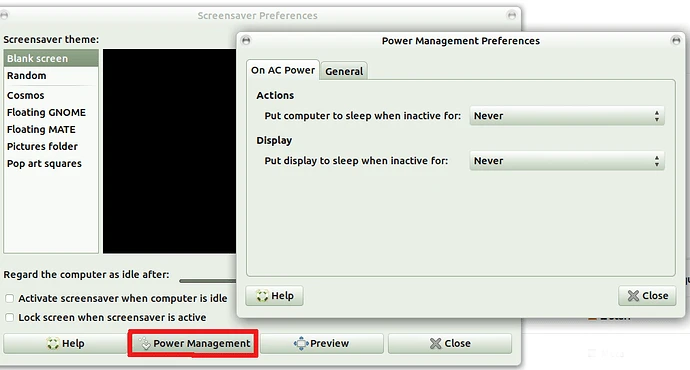 Screensaver Preferences
Screensaver theme:
Blank screen
Random
Cosmos
Floating GNOME
Floating MATE
Pictures folder
Pop art squares
Regard the computer as idle after:
Activate screensaver when computer is idle
Lock screen when screensaver is active
Help
Power Management
Preview
Close
Power Management Preferences
On AC Power
General
Actions
Put computer to sleep when inactive for:
Never
Display
Put display to sleep when inactive for:
Never
Help
Close